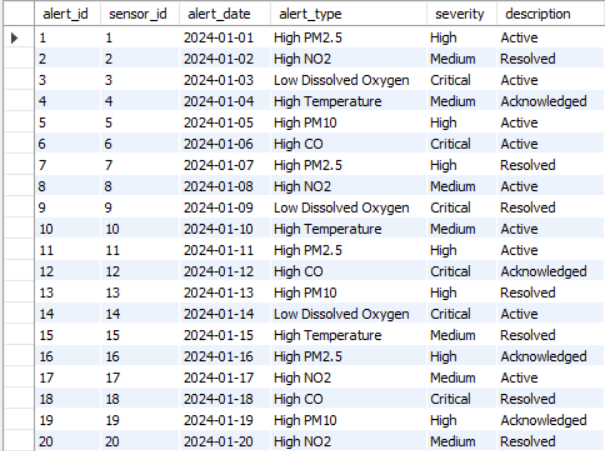 alert_id sensor_id alert_date alert_type severity description
1 1 2024-01-01 High PM2.5 High Active
2 2 2024-01-02 High NO2 Medium Resolved
3 3 2024-01-03 Low Dissolved Oxygen Critical Active
4 4 2024-01-04 High Temperature Medium Acknowledged
5 5 2024-01-05 High PM10 High Active
6 6 2024-01-06 High CO Critical Active
7 7 2024-01-07 High PM2.5 High Resolved
8 8 2024-01-08 High NO2 Medium Active
9 9 2024-01-09 Low Dissolved Oxygen Critical Resolved
10 10 2024-01-10 High Temperature Medium Active
11 11 2024-01-11 High PM2.5 High Active
12 12 2024-01-12 High CO Critical Acknowledged
13 13 2024-01-13 High PM10 High Resolved
14 14 2024-01-14 Low Dissolved Oxygen Critical Active
15 15 2024-01-15 High Temperature Medium Resolved
16 16 2024-01-16 High PM2.5 High Acknowledged
17 17 2024-01-17 High NO2 Medium Active
18 18 2024-01-18 High CO Critical Resolved
19 19 2024-01-19 High PM10 High Acknowledged
20 20 2024-01-20 High NO2 Medium Resolved